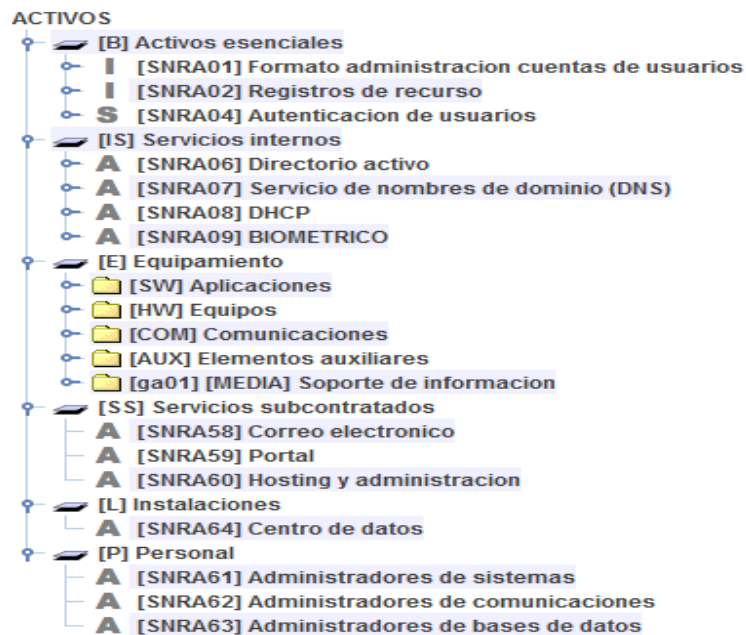 ACTIVOS
[B] Activos esenciales
I [SNRA01] Formato administracion cuentas de usuarios
I [SNRA02] Registros de recurso
S [SNRA04] Autenticacion de usuarios
[IS] Servicios internos
A [SNRA06] Directorio activo
A [SNRA07] Servicio de nombres de dominio (DNS)
A [SNRA08] DHCP
A [SNRA09] BIOMETRICO
[E] Equipamiento
[SW] Aplicaciones
[HW] Equipos
[COM] Comunicaciones
[AUX] Elementos auxiliares
[ga01] [MEDIA] Soporte de informacion
[SS] Servicios subcontratados
A [SNRA58] Correo electronico
A [SNRA59] Portal
A [SNRA60] Hosting y administracion
[L] Instalaciones
A [SNRA64] Centro de datos
[P] Personal
A [SNRA61] Administradores de sistemas
A [SNRA62] Administradores de comunicaciones
A [SNRA63] Administradores de bases de datos